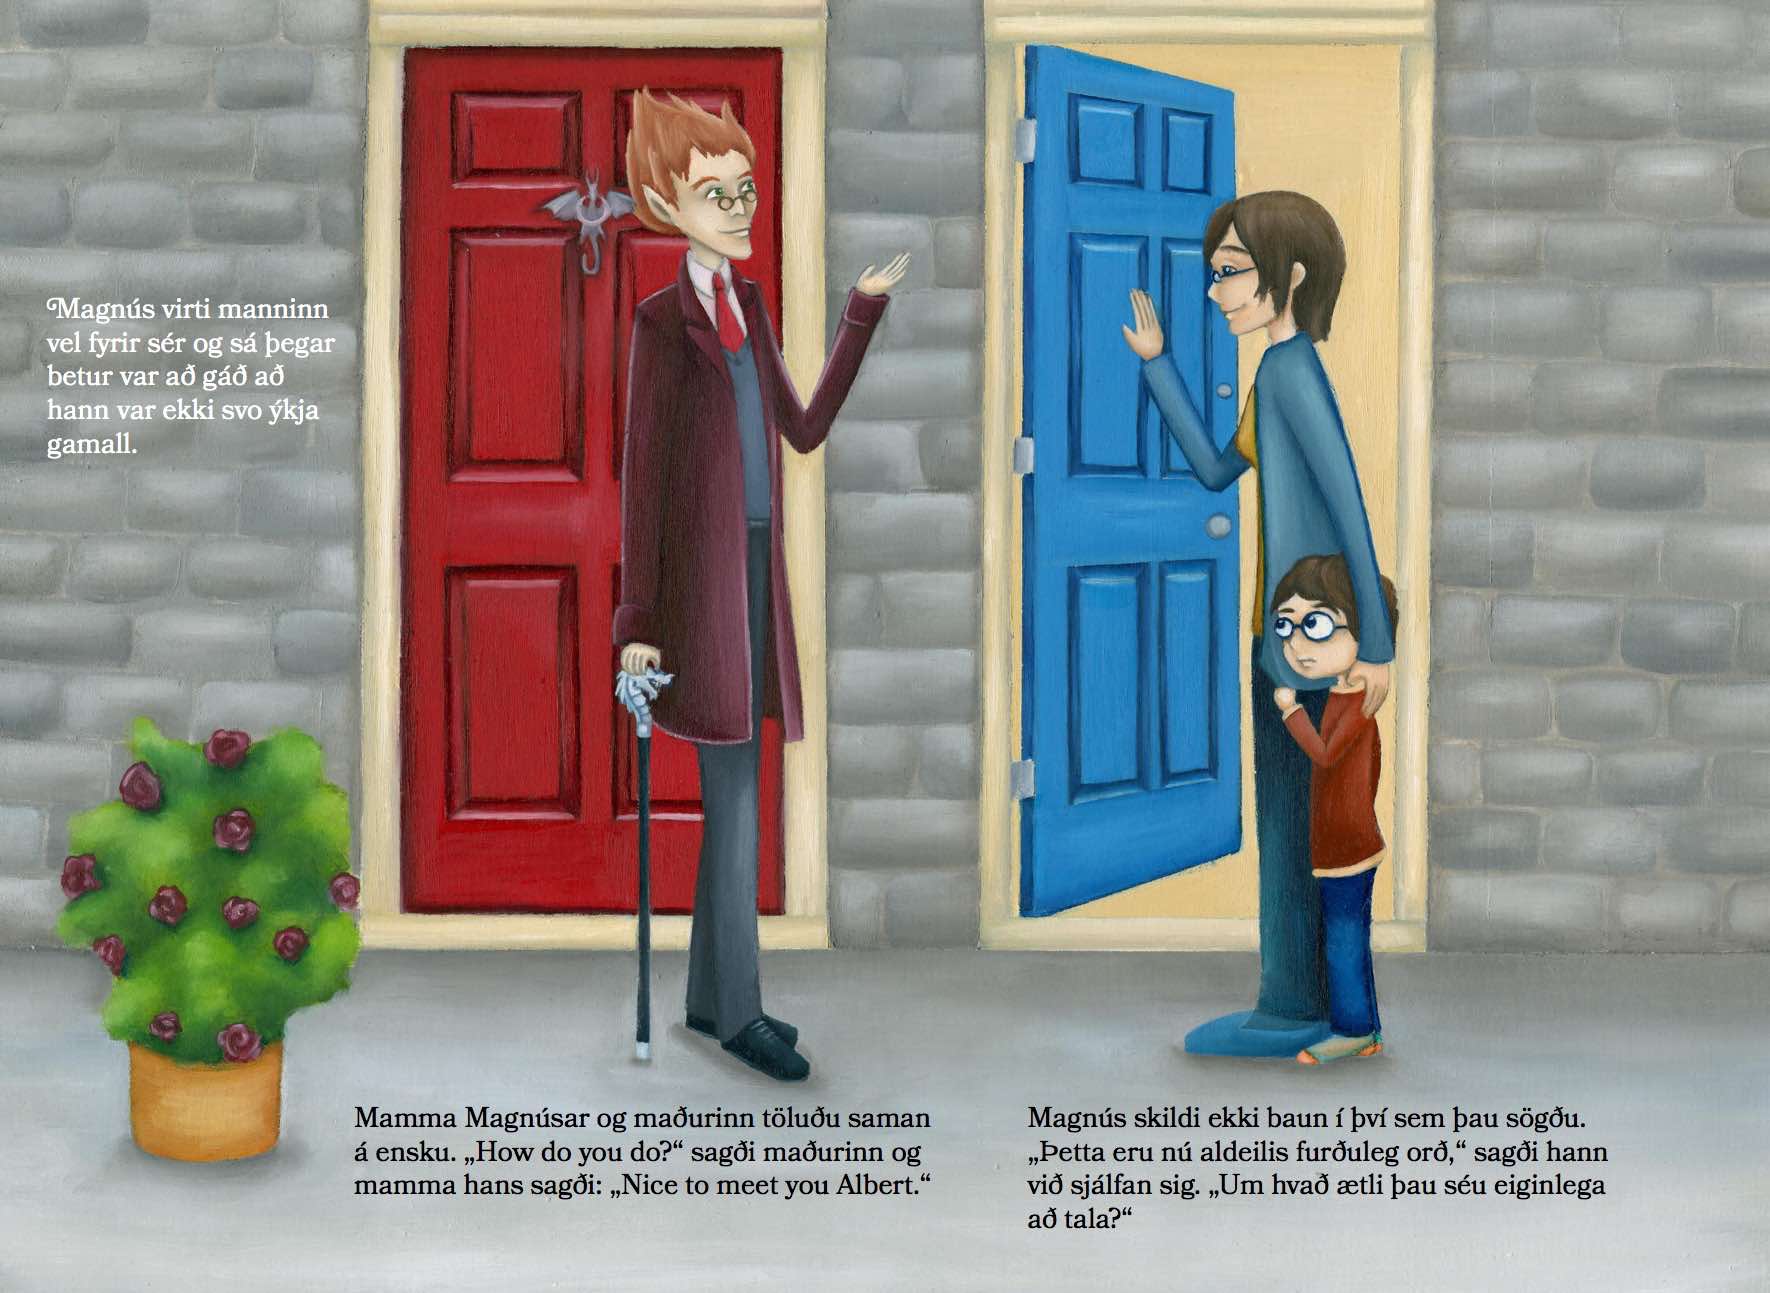 Magnús virti manninn
vel fyrir sér og sá þegar
betur var að gáð að
hann var ekki svo ýkja
gamall.
Mamma Magnúsar og maðurinn töluðu saman
á ensku. „How do you do?“ sagði maðurinn og
mamma hans sagði: „Nice to meet you Albert.“
Magnús skildi ekki baun í því sem þau sögðu.
„Þetta eru nú aldeilis furðuleg orð,“ sagði hann
við sjálfan sig. „Um hvað ætli þau séu eiginlega
að tala?“